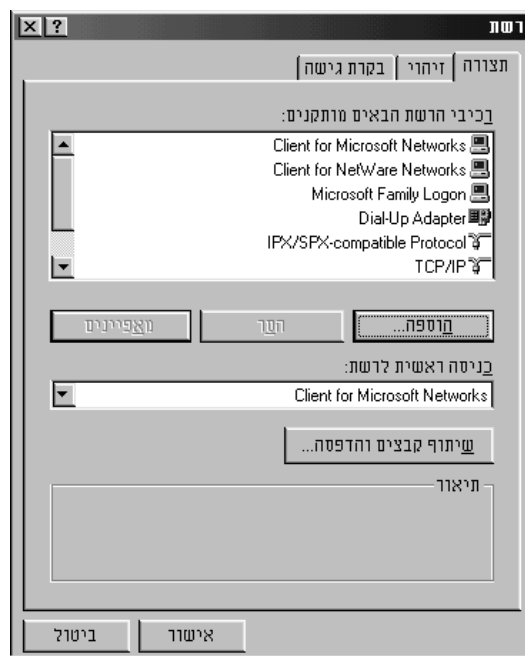 רשת
תצורה זיהוי בקרת גישה
רכיבי הרשת הבאים מותקנים:
Client for Microsoft Networks
Client for NetWare Networks
Microsoft Family Logon
Dial-Up Adapter
IPX/SPX-compatible Protocol
TCP/IP
הוספה... הסר מאפיינים
כניסה ראשית לרשת:
Client for Microsoft Networks
שיתוף קבצים והדפסה...
תיאור
אישור ביטול